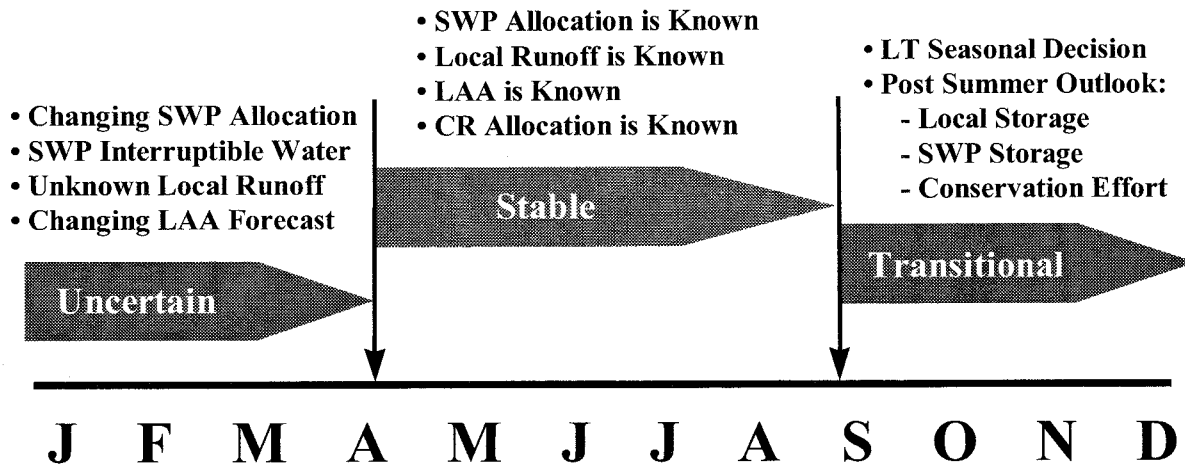 • Changing SWP Allocation
• SWP Interruptible Water
• Unknown Local Runoff
• Changing LAA Forecast
Uncertain
• SWP Allocation is Known
• Local Runoff is Known
• LAA is Known
• CR Allocation is Known
Stable
• LT Seasonal Decision
• Post Summer Outlook:
- Local Storage
- SWP Storage
- Conservation Effort
Transitional
J F M A M J J A S O N D